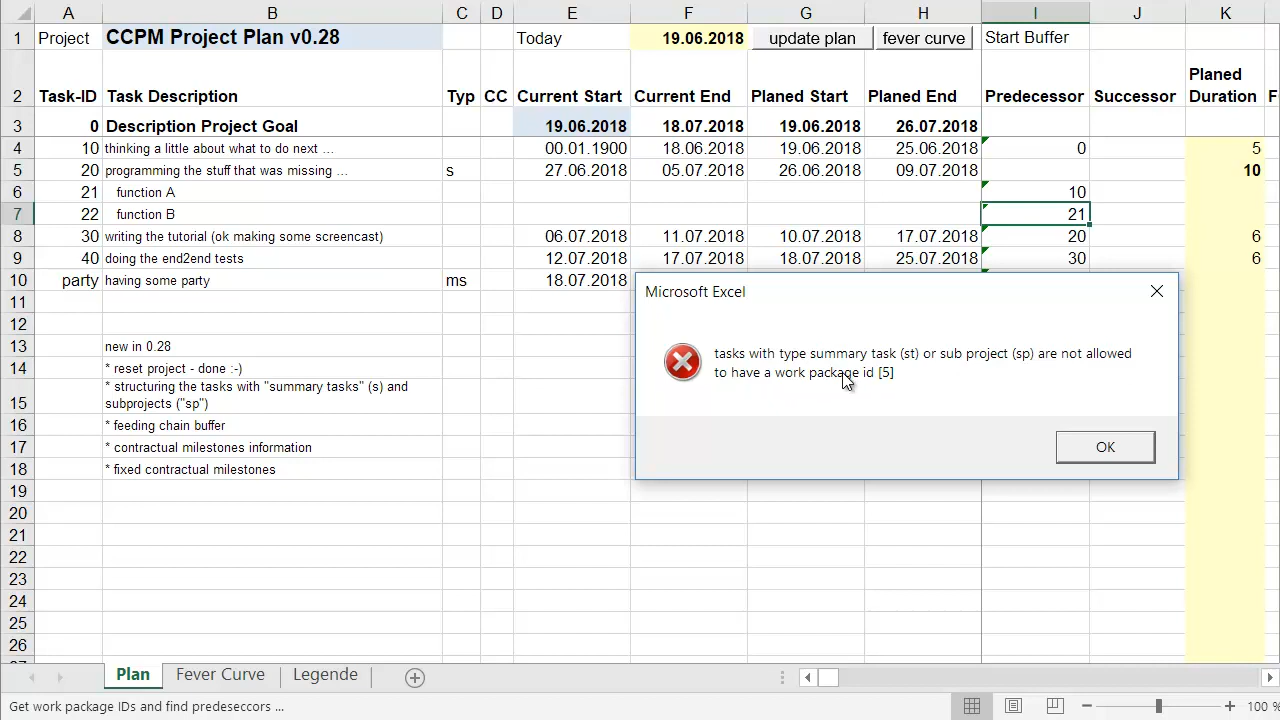 A B C D E F G H I J K
1 Project CCPM Project Plan v0.28 Today 19.06.2018 update plan fever curve Start Buffer
2 Task-ID Task Description Typ CC Current Start Current End Planed Start Planed End Predecessor Successor Planed Duration F
3 0 Description Project Goal 19.06.2018 18.07.2018 19.06.2018 26.07.2018
4 10 thinking a little about what to do next ... 00.01.1900 18.06.2018 19.06.2018 25.06.2018 0 5
5 20 programming the stuff that was missing ... s 27.06.2018 05.07.2018 26.06.2018 09.07.2018 10
6 21 function A 10
7 22 function B 21
8 30 writing the tutorial (ok making some screencast) 06.07.2018 11.07.2018 10.07.2018 17.07.2018 20 6
9 40 doing the end2end tests 12.07.2018 17.07.2018 18.07.2018 25.07.2018 30 6
10 party having some party ms 18.07.2018
11
12
13 new in 0.28
14 * reset project - done :-)
15 * structuring the tasks with "summary tasks" (s) and
subprojects ("sp")
16 * feeding chain buffer
17 * contractual milestones information
18 * fixed contractual milestones
19
20
21
22
23
24
25
26
Microsoft Excel
tasks with type summary task (st) or sub project (sp) are not allowed
to have a work package id [5]
OK
Plan Fever Curve Legende
Get work package IDs and find predeseccors ...
100 %